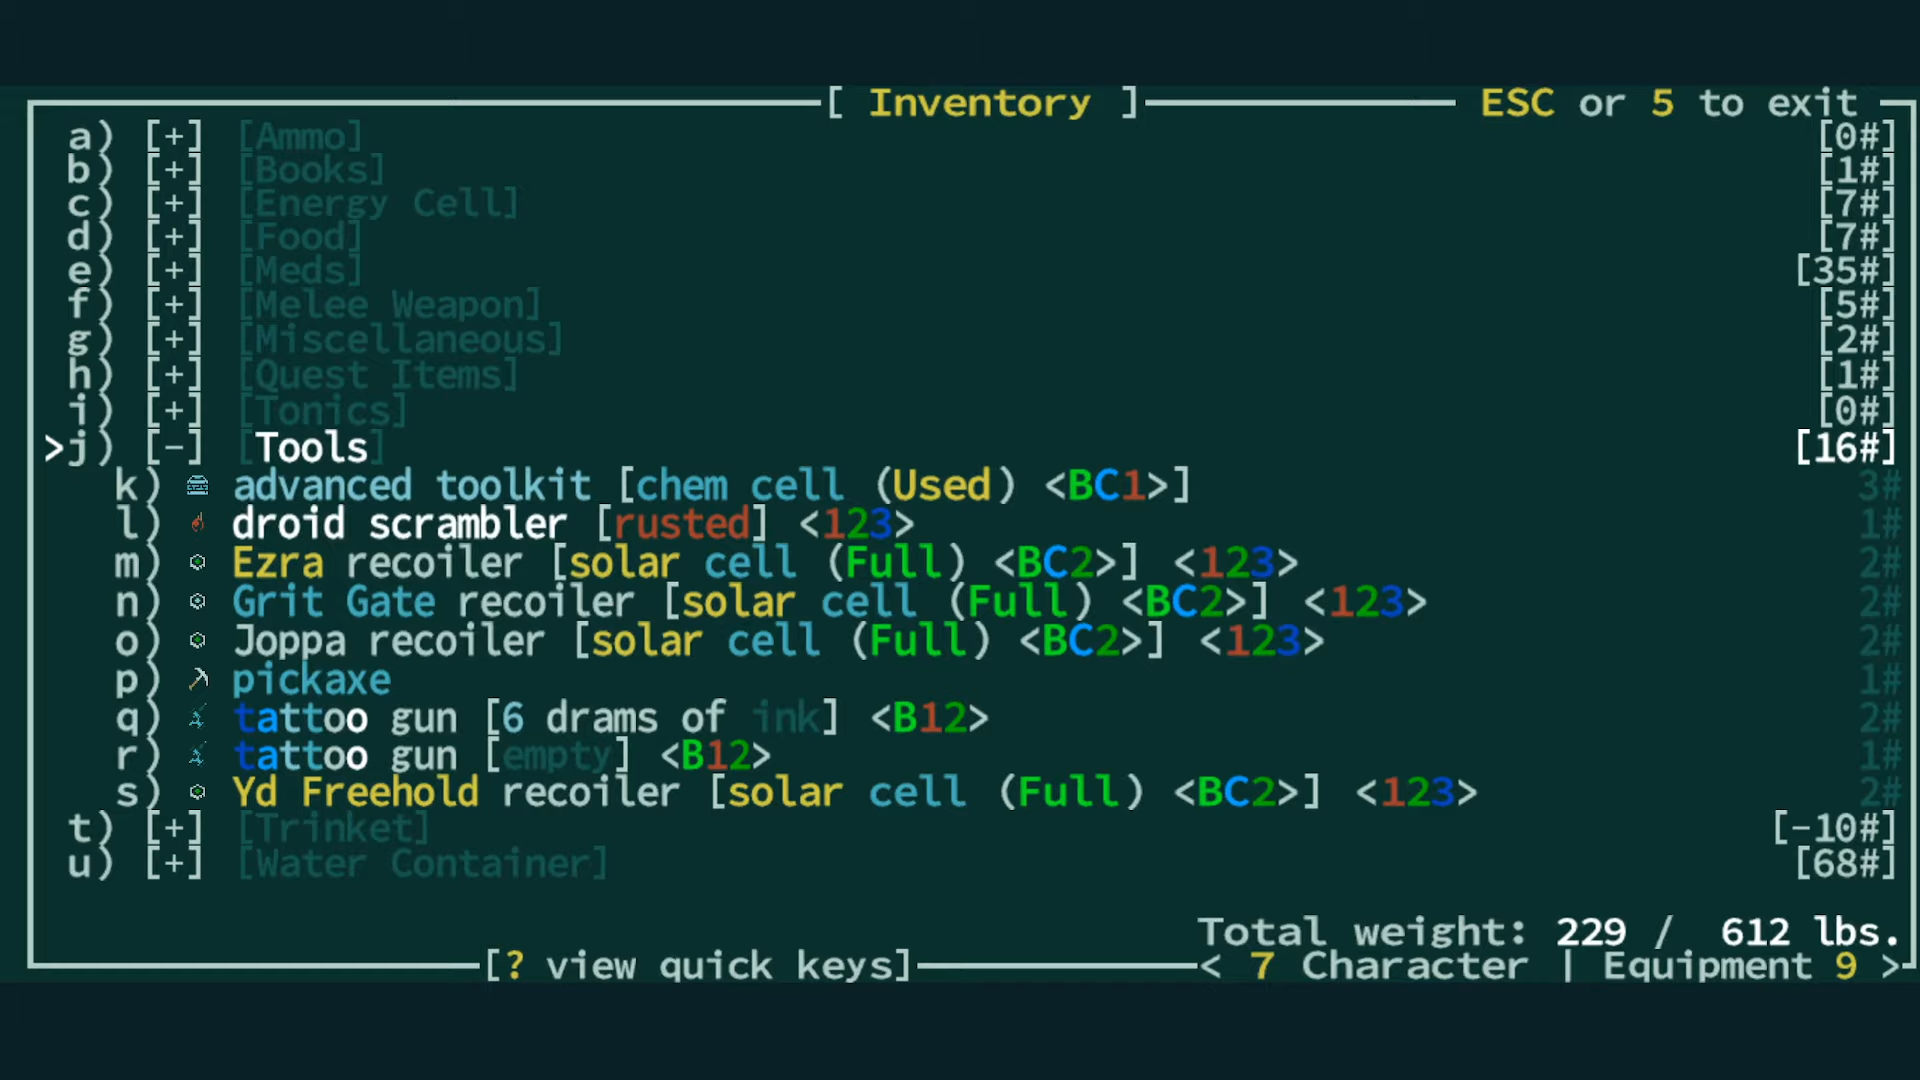 [ Inventory ] ESC or 5 to exit
a) [+] [Ammo] [0#]
b) [+] [Books] [1#]
c) [+] [Energy Cell] [7#]
d) [+] [Food] [7#]
e) [+] [Meds] [35#]
f) [+] [Melee Weapon] [5#]
g) [+] [Miscellaneous] [2#]
h) [+] [Quest Items] [1#]
i) [+] [Tonics] [0#]
>j) [-] [Tools] [16#]
k) advanced toolkit [chem cell (Used) <BC1>] 3#
l) droid scrambler [rusted] <123> 1#
m) Ezra recoiler [solar cell (Full) <BC2>] <123> 2#
n) Grit Gate recoiler [solar cell (Full) <BC2>] <123> 2#
o) Joppa recoiler [solar cell (Full) <BC2>] <123> 2#
p) pickaxe 1#
q) tattoo gun [6 drams of ink] <B12> 2#
r) tattoo gun [empty] <B12> 1#
s) Yd Freehold recoiler [solar cell (Full) <BC2>] <123> 2#
t) [+] [Trinket] [-10#]
u) [+] [Water Container] [68#]
Total weight: 229 / 612 lbs.
[? view quick keys] < 7 Character | Equipment 9 >